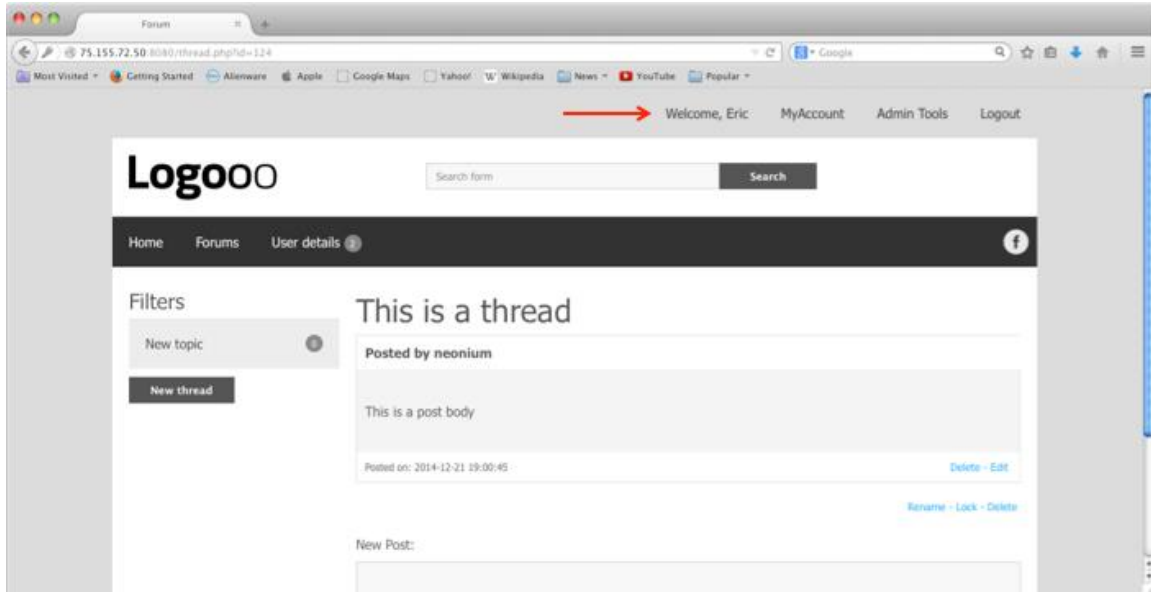 Forum
75.155.72.50:8080/thread.php?id=124
Google
Most Visited Getting Started Alienware Apple Google Maps Yahoo! Wikipedia News YouTube Popular
Welcome, Eric MyAccount Admin Tools Logout
Logooo
Search form Search
Home Forums User details
Filters
This is a thread
New topic
Posted by neonium
New thread
This is a post body
Posted on: 2014-12-21 19:00:45 Delete - Edit
Rename - Lock - Delete
New Post: